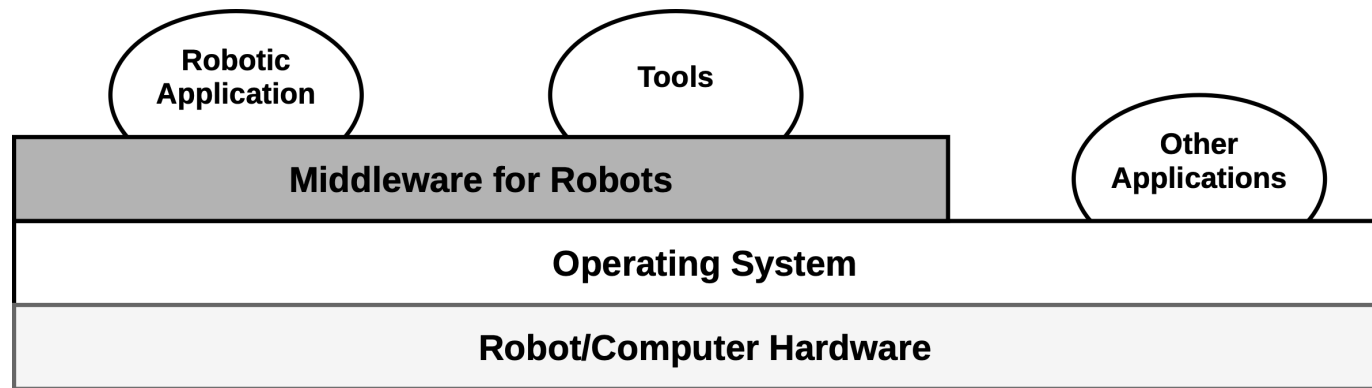 Robotic
Application
Tools
Other
Applications
Middleware for Robots
Operating System
Robot/Computer Hardware